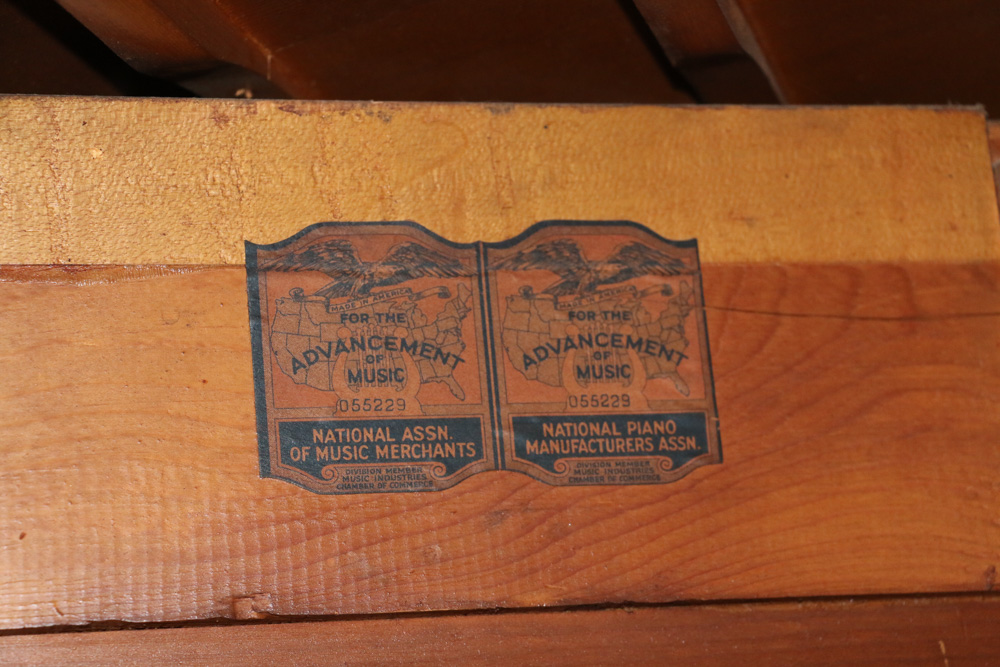 MADE IN AMERICA
FOR THE
ADVANCEMENT
OF
MUSIC
055229
NATIONAL ASSN.
OF MUSIC MERCHANTS
DIVISION MEMBER
MUSIC INDUSTRIES
CHAMBER OF COMMERCE
MADE IN AMERICA
FOR THE
ADVANCEMENT
OF
MUSIC
055229
NATIONAL PIANO
MANUFACTURERS ASSN.
DIVISION MEMBER
MUSIC INDUSTRIES
CHAMBER OF COMMERCE